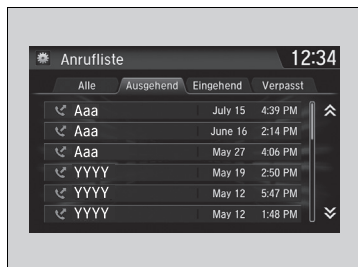 Anrufliste 12:34
Alle Ausgehend Eingehend Verpasst
Aaa July 15 4:39 PM
Aaa June 16 2:14 PM
Aaa May 27 4:06 PM
YYYY May 19 2:50 PM
YYYY May 12 5:47 PM
YYYY May 12 1:48 PM